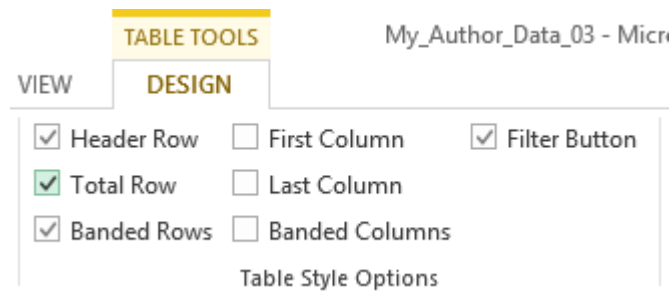 TABLE TOOLS My_Author_Data_03 - Micr
VIEW DESIGN
Header Row First Column Filter Button
Total Row Last Column
Banded Rows Banded Columns
Table Style Options